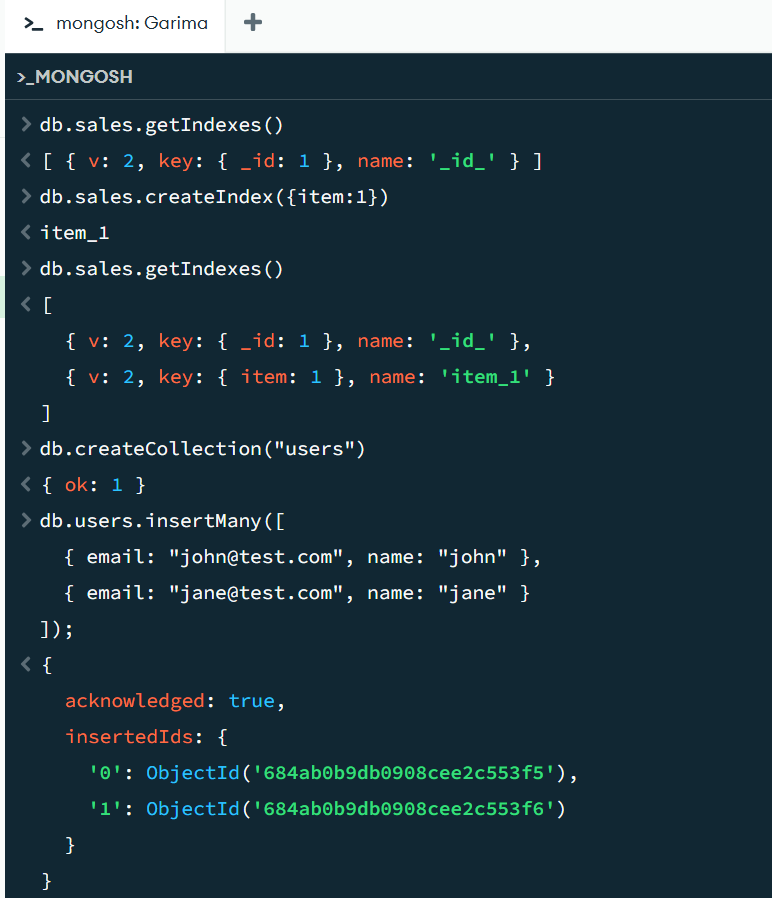 >_ mongosh: Garima +
>_MONGOSH
> db.sales.getIndexes()
< [ { v: 2, key: { _id: 1 }, name: '_id_' } ]
> db.sales.createIndex({item:1})
< item_1
> db.sales.getIndexes()
< [
{ v: 2, key: { _id: 1 }, name: '_id_' },
{ v: 2, key: { item: 1 }, name: 'item_1' }
]
> db.createCollection("users")
< { ok: 1 }
> db.users.insertMany([
{ email: "john@test.com", name: "john" },
{ email: "jane@test.com", name: "jane" }
]);
< {
acknowledged: true,
insertedIds: {
'0': ObjectId('684ab0b9db0908cee2c553f5'),
'1': ObjectId('684ab0b9db0908cee2c553f6')
}
}